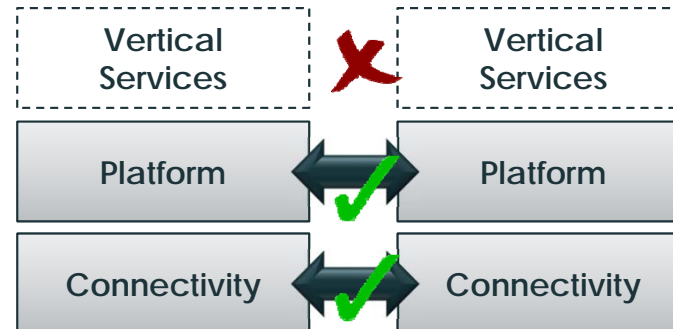 Vertical
Services
Vertical
Services
Platform
Platform
Connectivity
Connectivity